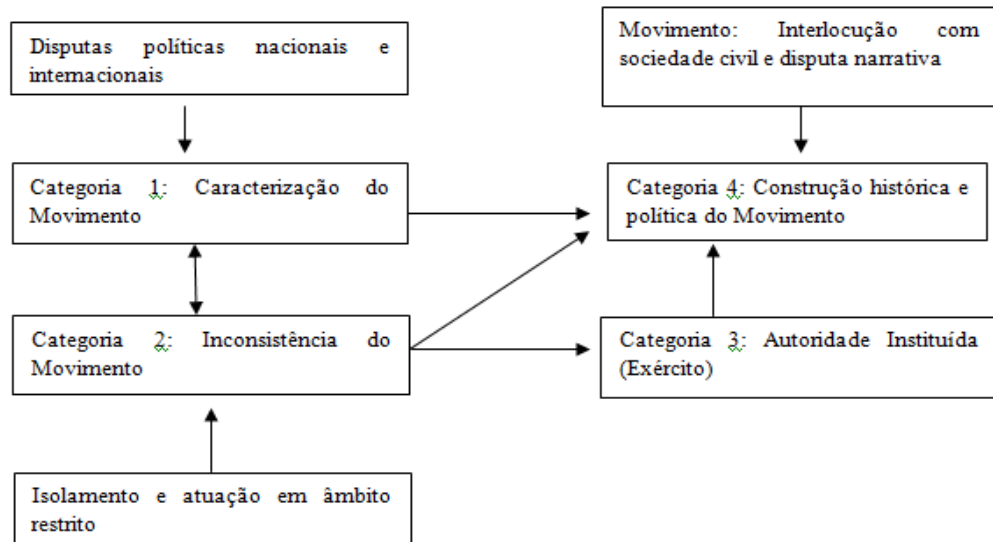 Disputas políticas nacionais e
internacionais
Movimento: Interlocução com
sociedade civil e disputa narrativa
Categoria 1: Caracterização do
Movimento
Categoria 4: Construção histórica e
política do Movimento
Categoria 2: Inconsistência do
Movimento
Categoria 3: Autoridade Instituída
(Exército)
Isolamento e atuação em âmbito
restrito